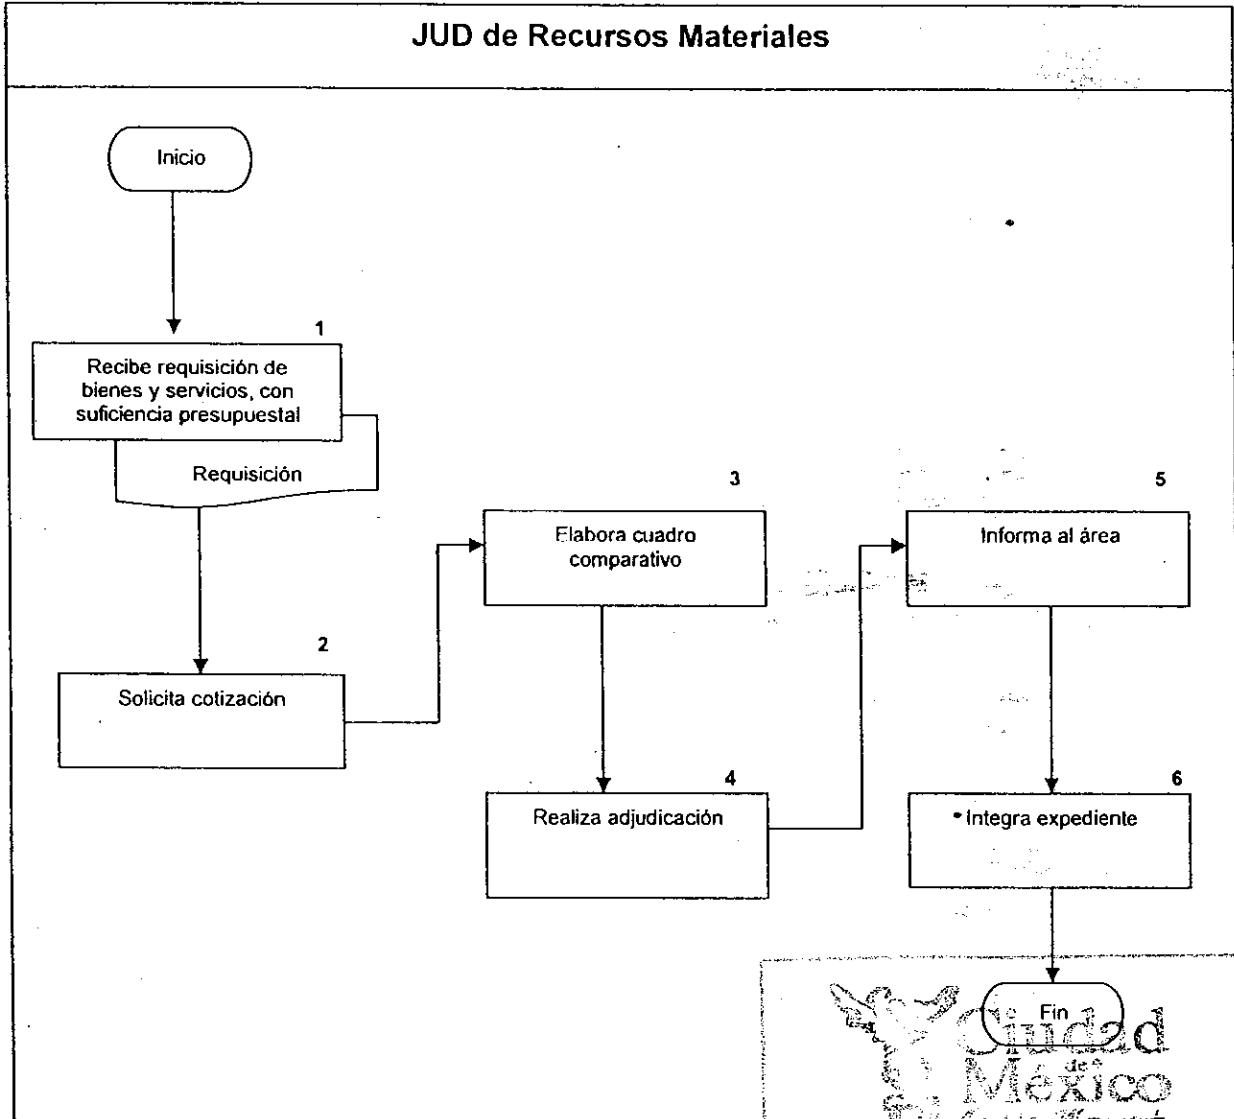 JUD de Recursos Materiales
Inicio
1
Recibe requisición de
bienes y servicios, con
suficiencia presupuestal
Requisición
2
Solicita cotización
3
Elabora cuadro
comparativo
4
Realiza adjudicación
5
Informa al área
6
Integra expediente
Fin
Ciudad
de
México